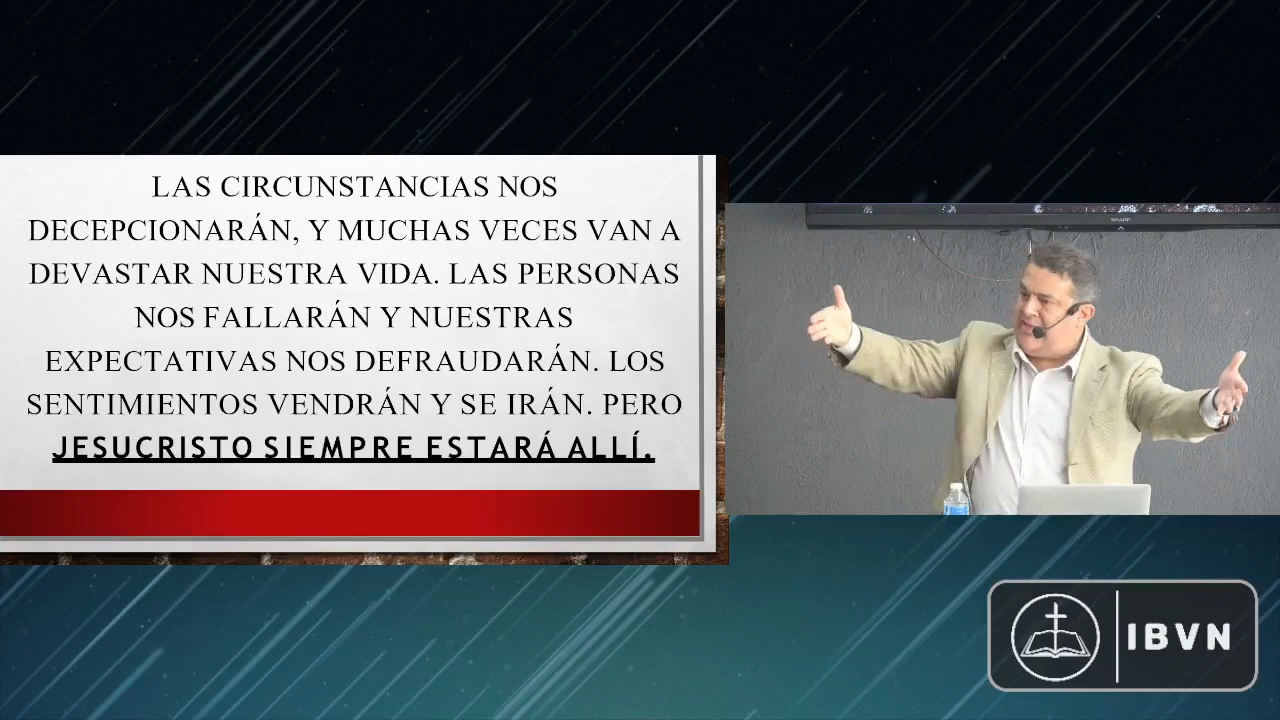 LAS CIRCUNSTANCIAS NOS
DECEPCIONARÁN, Y MUCHAS VECES VAN A
DEVASTAR NUESTRA VIDA. LAS PERSONAS
NOS FALLARÁN Y NUESTRAS
EXPECTATIVAS NOS DEFRAUDARÁN. LOS
SENTIMIENTOS VENDRÁN Y SE IRÁN. PERO
JESUCRISTO SIEMPRE ESTARÁ ALLÍ.
SHARP
IBVN